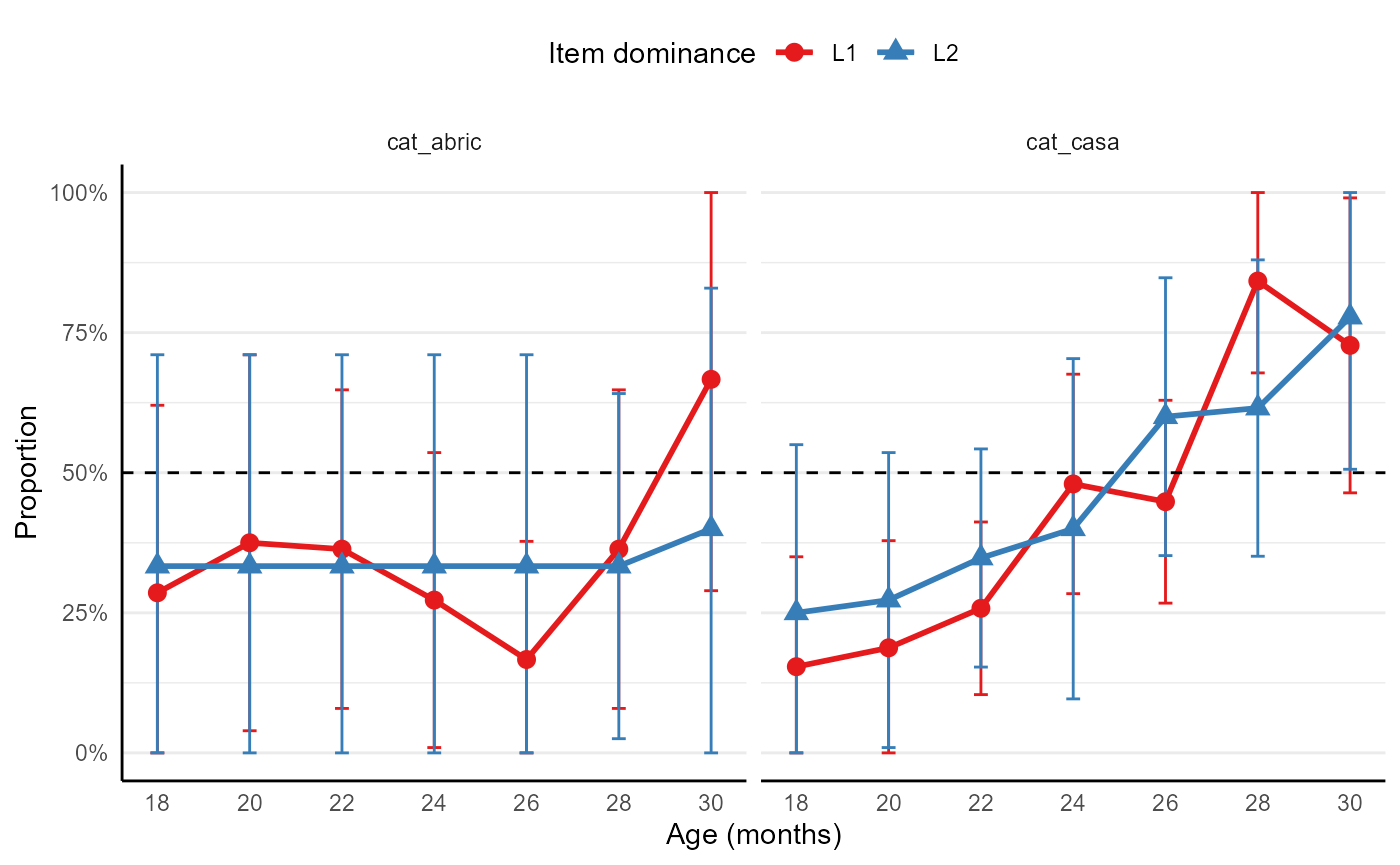 Item dominance L1 L2
cat_abric cat_casa
100%
75%
50%
25%
0%
Proportion
18 20 22 24 26 28 30 18 20 22 24 26 28 30
Age (months)